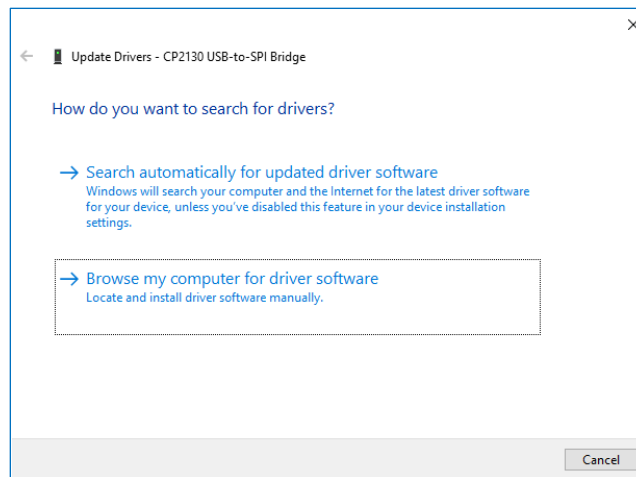 Update Drivers - CP2130 USB-to-SPI Bridge
How do you want to search for drivers?
Search automatically for updated driver software
Windows will search your computer and the Internet for the latest driver software
for your device, unless you've disabled this feature in your device installation
settings.
Browse my computer for driver software
Locate and install driver software manually.
Cancel